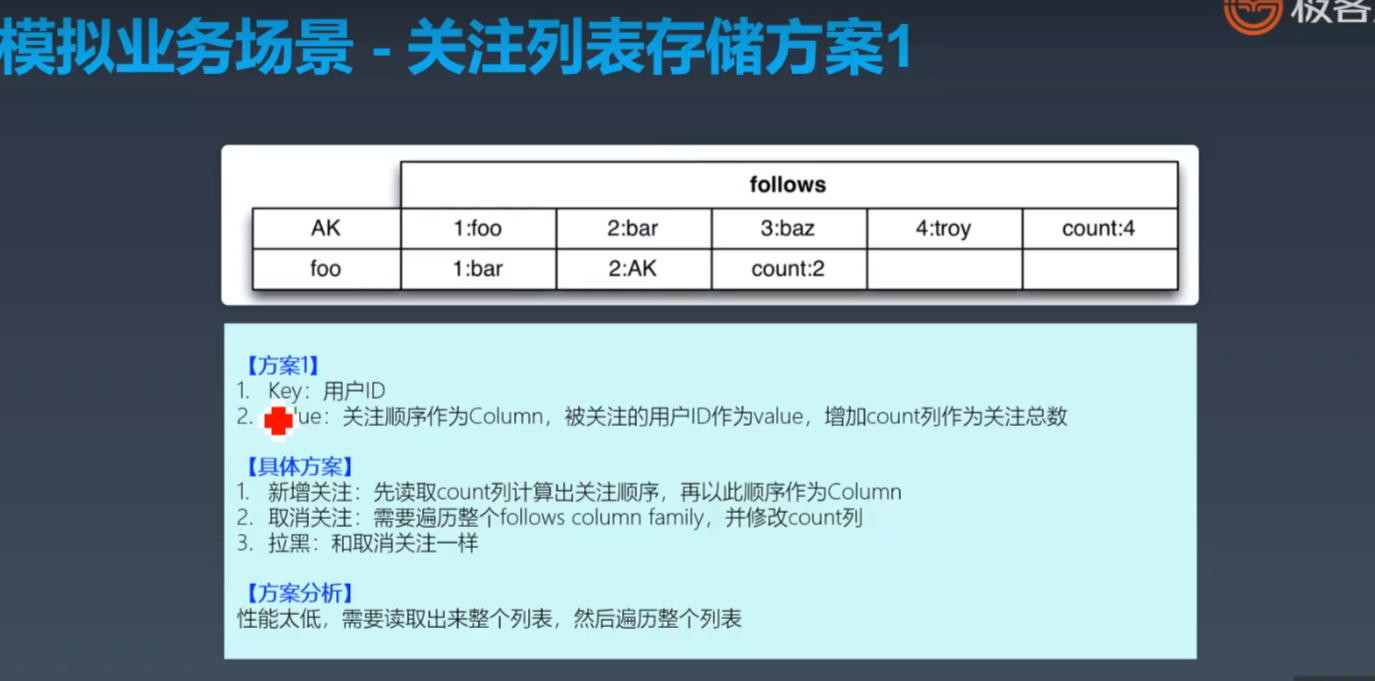 模拟业务场景 - 关注列表存储方案1
极客
follows
AK 1:foo 2:bar 3:baz 4:troy count:4
foo 1:bar 2:AK count:2
【方案1】
1. Key：用户ID
2. ue：关注顺序作为Column，被关注的用户ID作为value，增加count列作为关注总数
【具体方案】
1. 新增关注：先读取count列计算出关注顺序，再以此顺序作为Column
2. 取消关注：需要遍历整个follows column family，并修改count列
3. 拉黑：和取消关注一样
【方案分析】
性能太低，需要读取出来整个列表，然后遍历整个列表